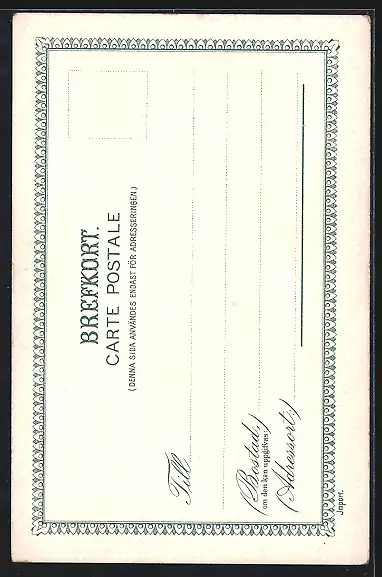 BREFKORT.
CARTE POSTALE
(DENNA SIDA ANVÄNDES ENDAST FÖR ADRESSERINGEN.)
Till
(Bostad,)
om den kan uppgifvas:
(Adressort:)
Import.